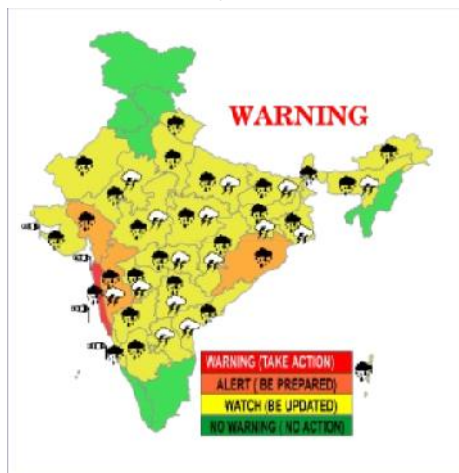 WARNING
WARNING (TAKE ACTION)
ALERT ( BE PREPARED)
WATCH (BE UPDATED)
NO WARNING ( NO ACTION)